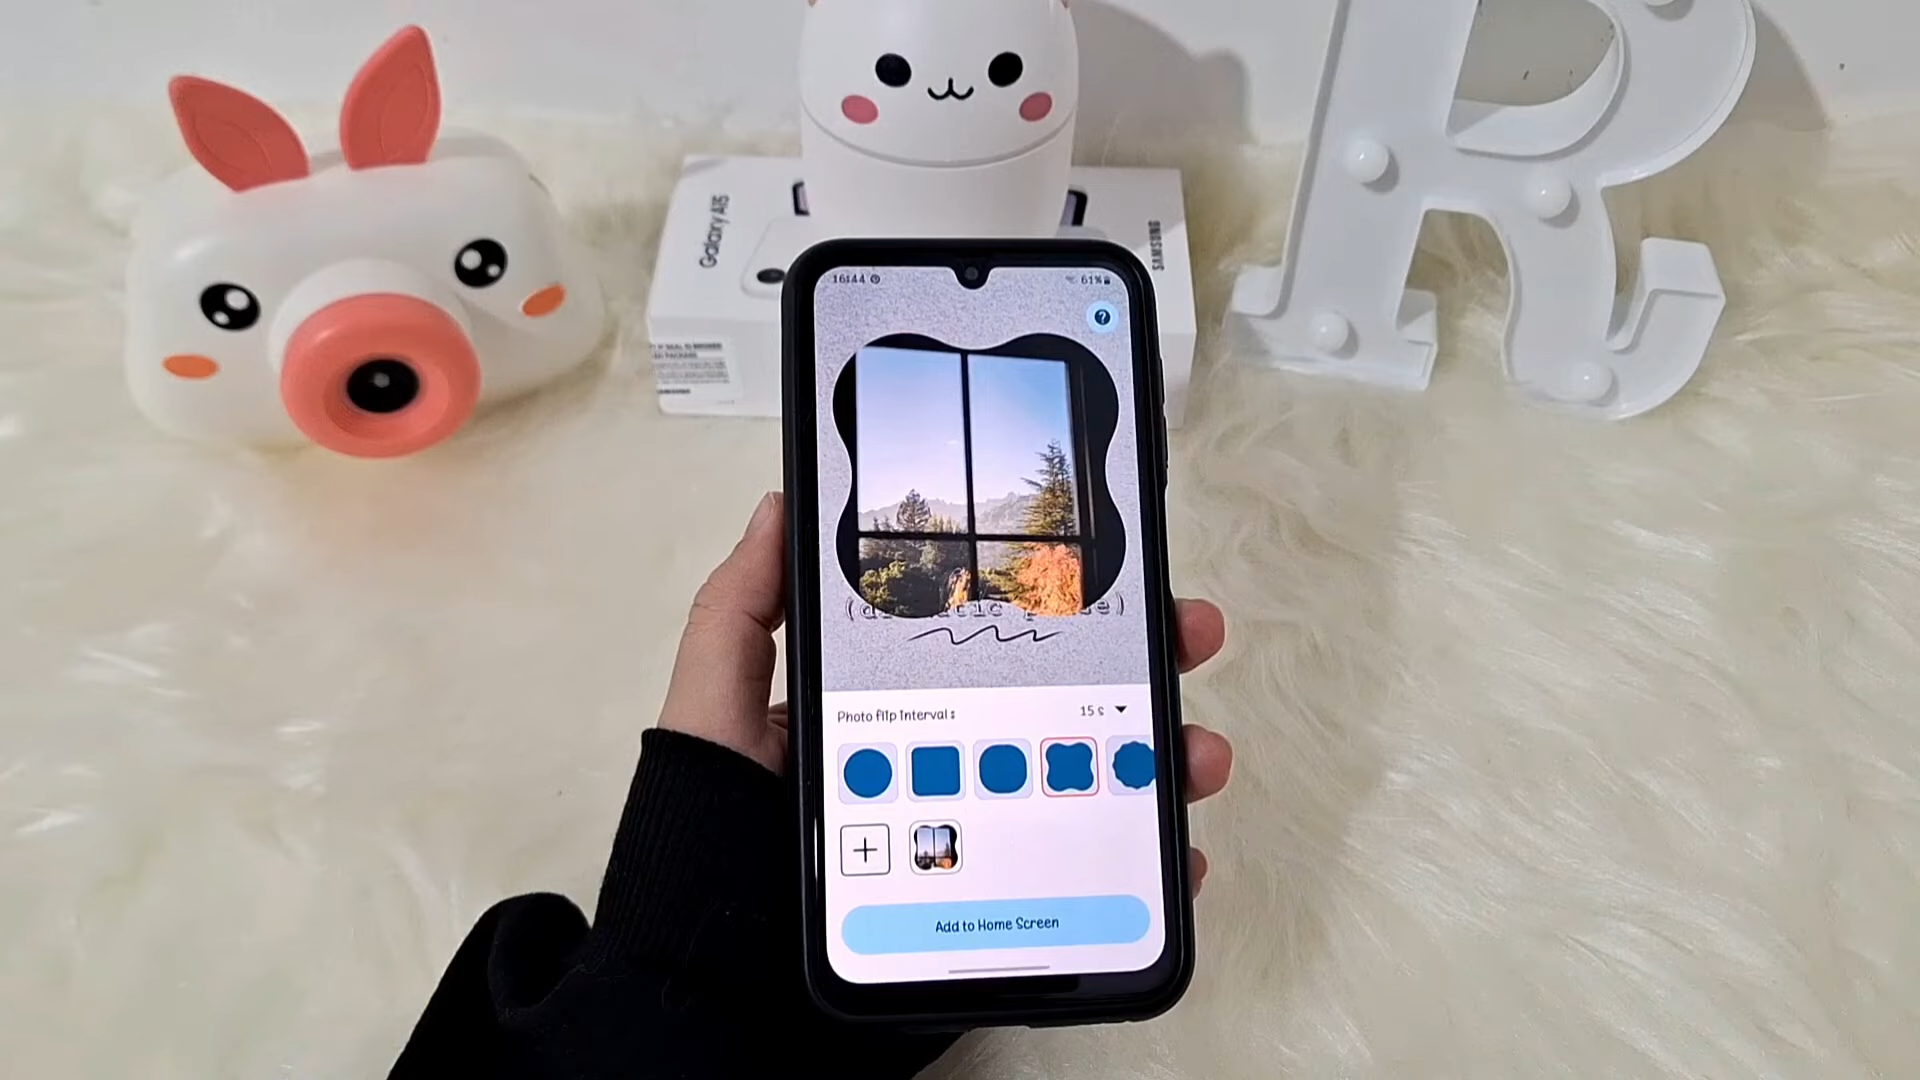 Galaxy A15
SAMSUNG
16:44
61%
?
Photo flip Interval :
15 s
Add to Home Screen
R